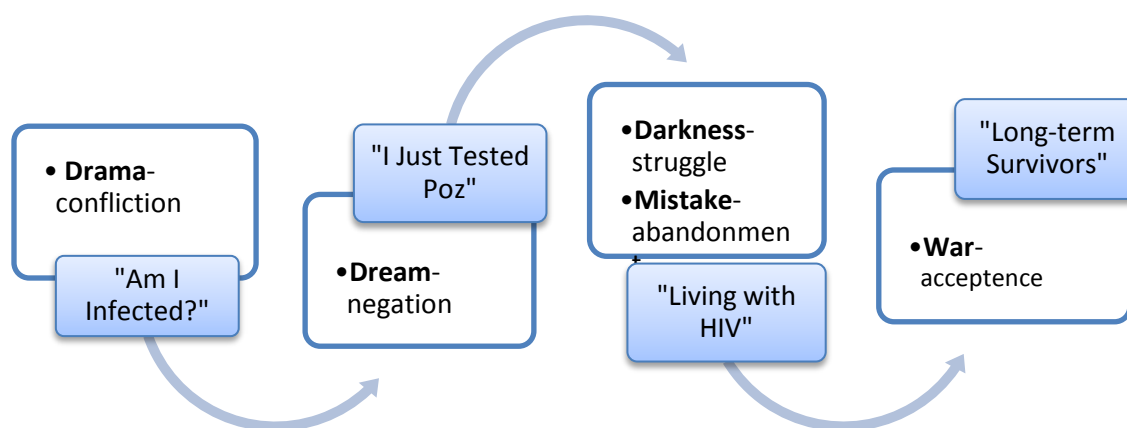 • Drama-
confliction
"Am I
Infected?"
"I Just Tested
Poz"
•Dream-
negation
•Darkness-
struggle
•Mistake-
abandonmen
t
"Living with
HIV"
"Long-term
Survivors"
•War-
acceptence